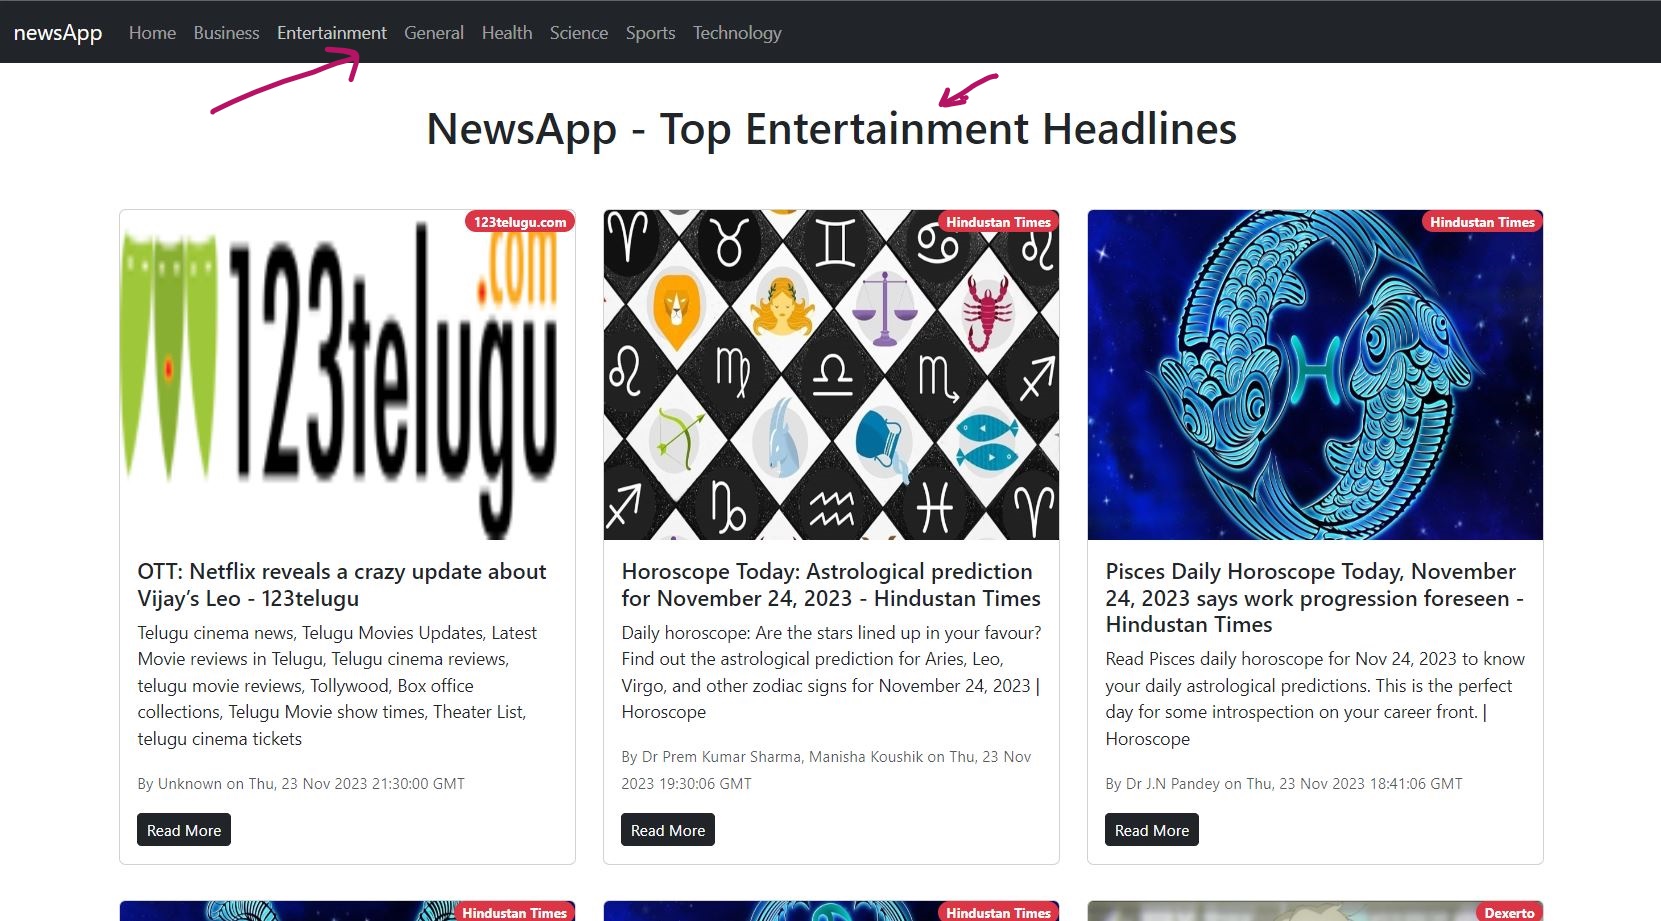 newsApp Home Business Entertainment General Health Science Sports Technology
NewsApp - Top Entertainment Headlines
123telugu.com
.com
123telugu
OTT: Netflix reveals a crazy update about
Vijay’s Leo - 123telugu
Telugu cinema news, Telugu Movies Updates, Latest
Movie reviews in Telugu, Telugu cinema reviews,
telugu movie reviews, Tollywood, Box office
collections, Telugu Movie show times, Theater List,
telugu cinema tickets
By Unknown on Thu, 23 Nov 2023 21:30:00 GMT
Read More
Hindustan Times
Horoscope Today: Astrological prediction
for November 24, 2023 - Hindustan Times
Daily horoscope: Are the stars lined up in your favour?
Find out the astrological prediction for Aries, Leo,
Virgo, and other zodiac signs for November 24, 2023 |
Horoscope
By Dr Prem Kumar Sharma, Manisha Koushik on Thu, 23 Nov
2023 19:30:06 GMT
Read More
Hindustan Times
Pisces Daily Horoscope Today, November
24, 2023 says work progression foreseen -
Hindustan Times
Read Pisces daily horoscope for Nov 24, 2023 to know
your daily astrological predictions. This is the perfect
day for some introspection on your career front. |
Horoscope
By Dr J.N Pandey on Thu, 23 Nov 2023 18:41:06 GMT
Read More
Hindustan Times
Hindustan Times
Dexerto